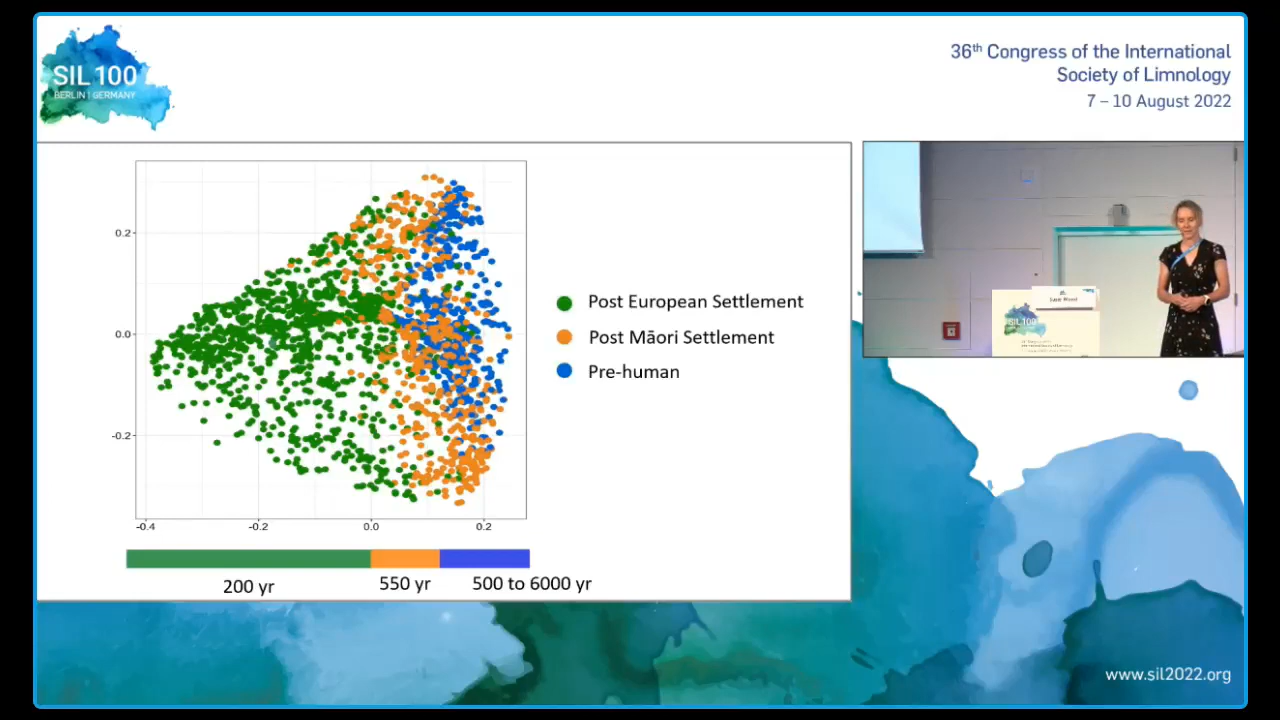 SIL 100
BERLIN | GERMANY
36th Congress of the International
Society of Limnology
7 – 10 August 2022
0.2
0.0
-0.2
-0.4
-0.2
0.0
0.2
Post European Settlement
Post Māori Settlement
Pre-human
200 yr
550 yr
500 to 6000 yr
SIL 100
www.sil2022.org